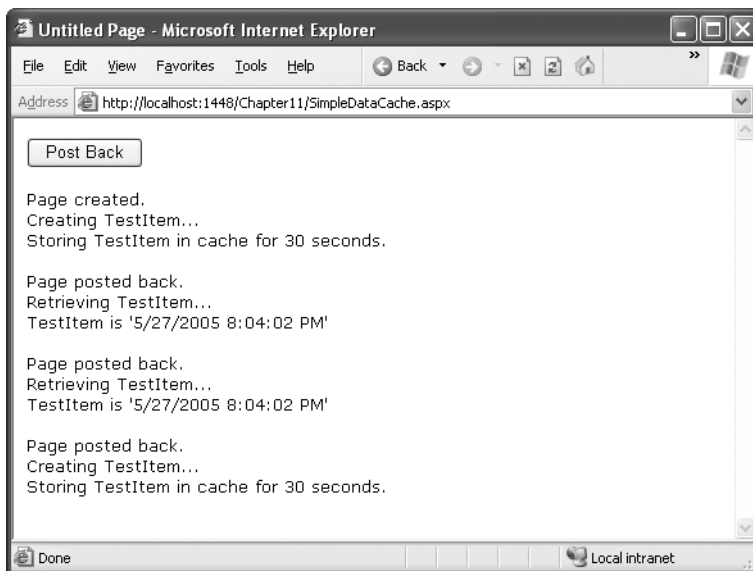 Untitled Page - Microsoft Internet Explorer
File Edit View Favorites Tools Help Back »
Address http://localhost:1448/Chapter11/SimpleDataCache.aspx
Post Back
Page created.
Creating TestItem...
Storing TestItem in cache for 30 seconds.
Page posted back.
Retrieving TestItem...
TestItem is '5/27/2005 8:04:02 PM'
Page posted back.
Retrieving TestItem...
TestItem is '5/27/2005 8:04:02 PM'
Page posted back.
Creating TestItem...
Storing TestItem in cache for 30 seconds.
Done Local intranet